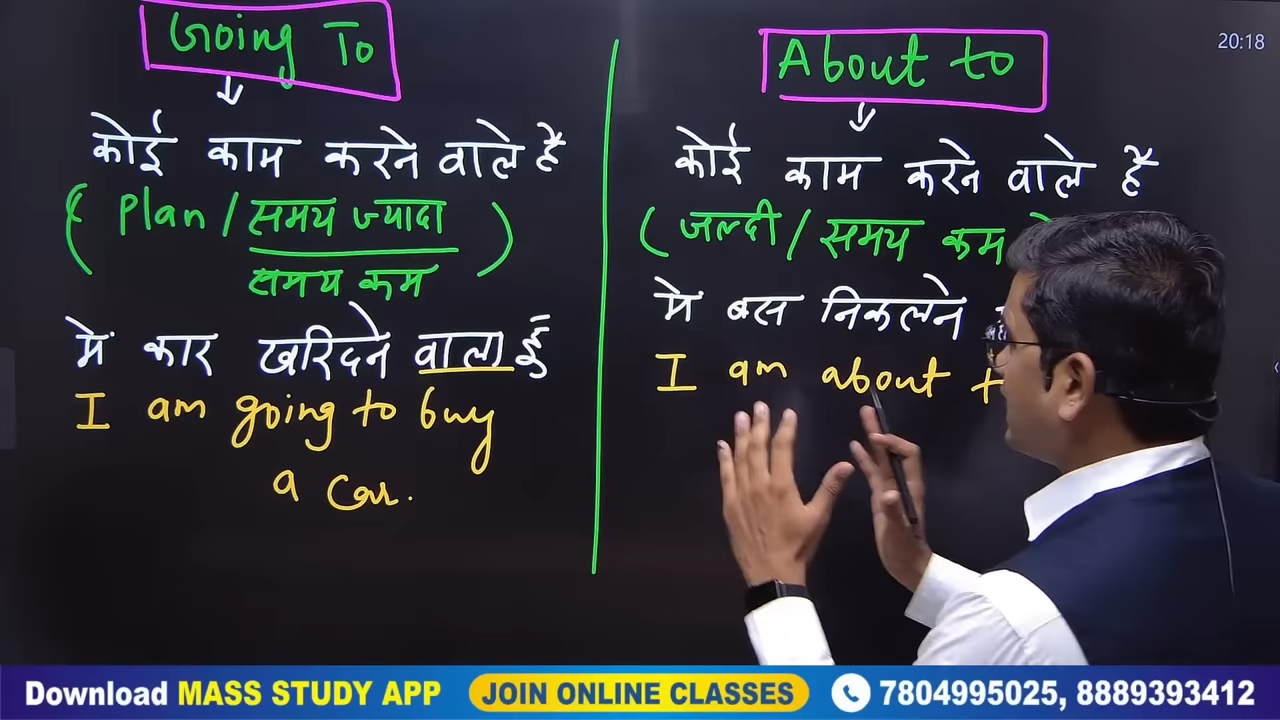 Going To
कोई काम करने वाले है
( Plan / समय ज्यादा
समय कम )
में कार खरिदने वाला हूँ
I am going to buy
a Car.
20:18
About to
कोई काम करने वाले है
( जल्दी / समय कम
में बस निकलने
I am about
Download MASS STUDY APP
JOIN ONLINE CLASSES
7804995025, 8889393412